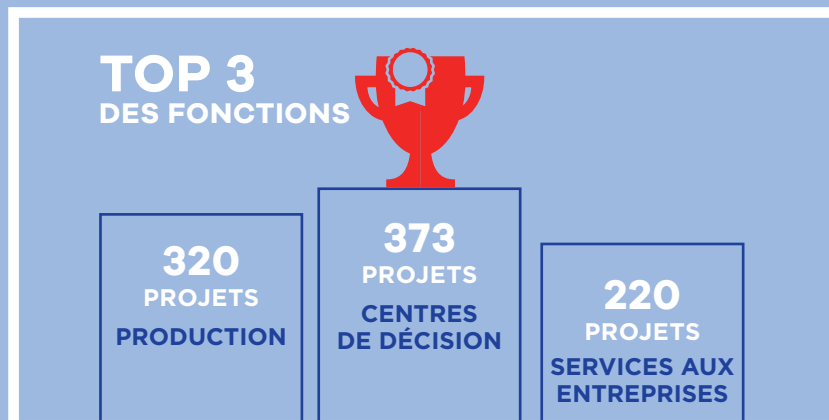 TOP 3
DES FONCTIONS
320
PROJETS
PRODUCTION
373
PROJETS
CENTRES
DE DÉCISION
220
PROJETS
SERVICES AUX
ENTREPRISES